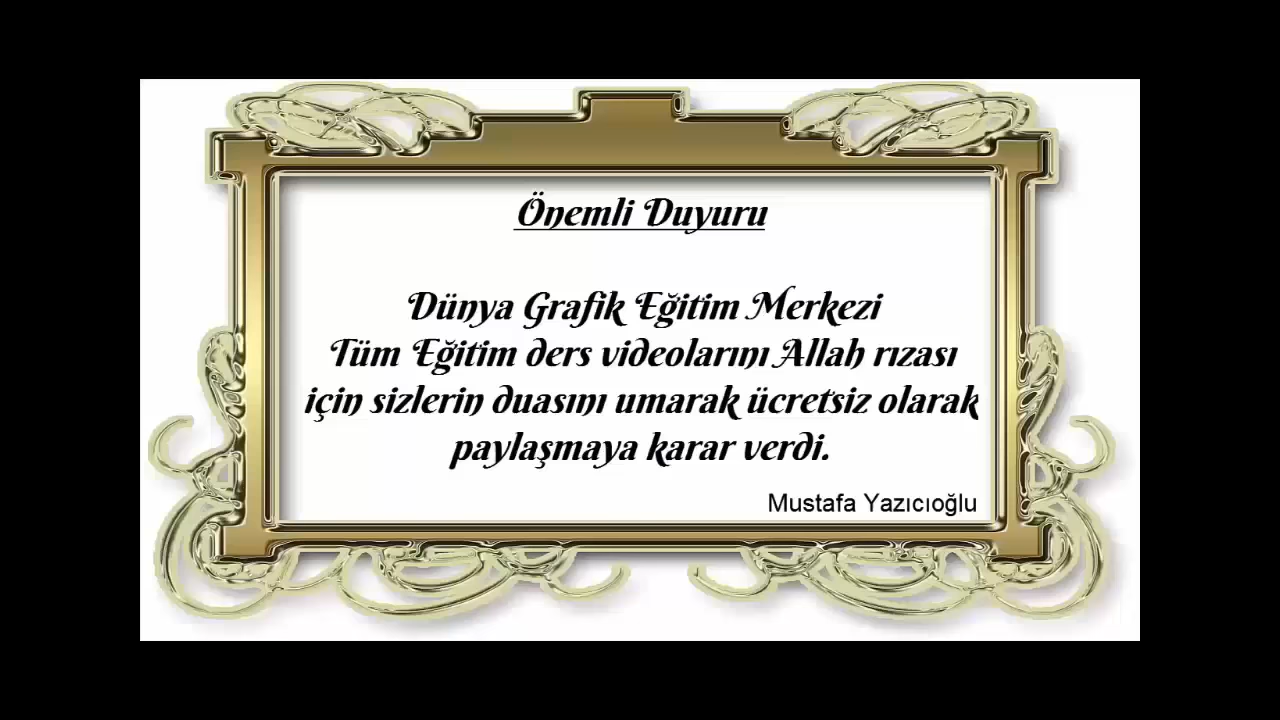 Önemli Duyuru
Dünya Grafik Eğitim Merkezi
Tüm Eğitim ders videolarını Allah rızası
için sizlerin duasını umarak ücretsiz olarak
paylaşmaya karar verdi.
Mustafa Yazıcıoğlu